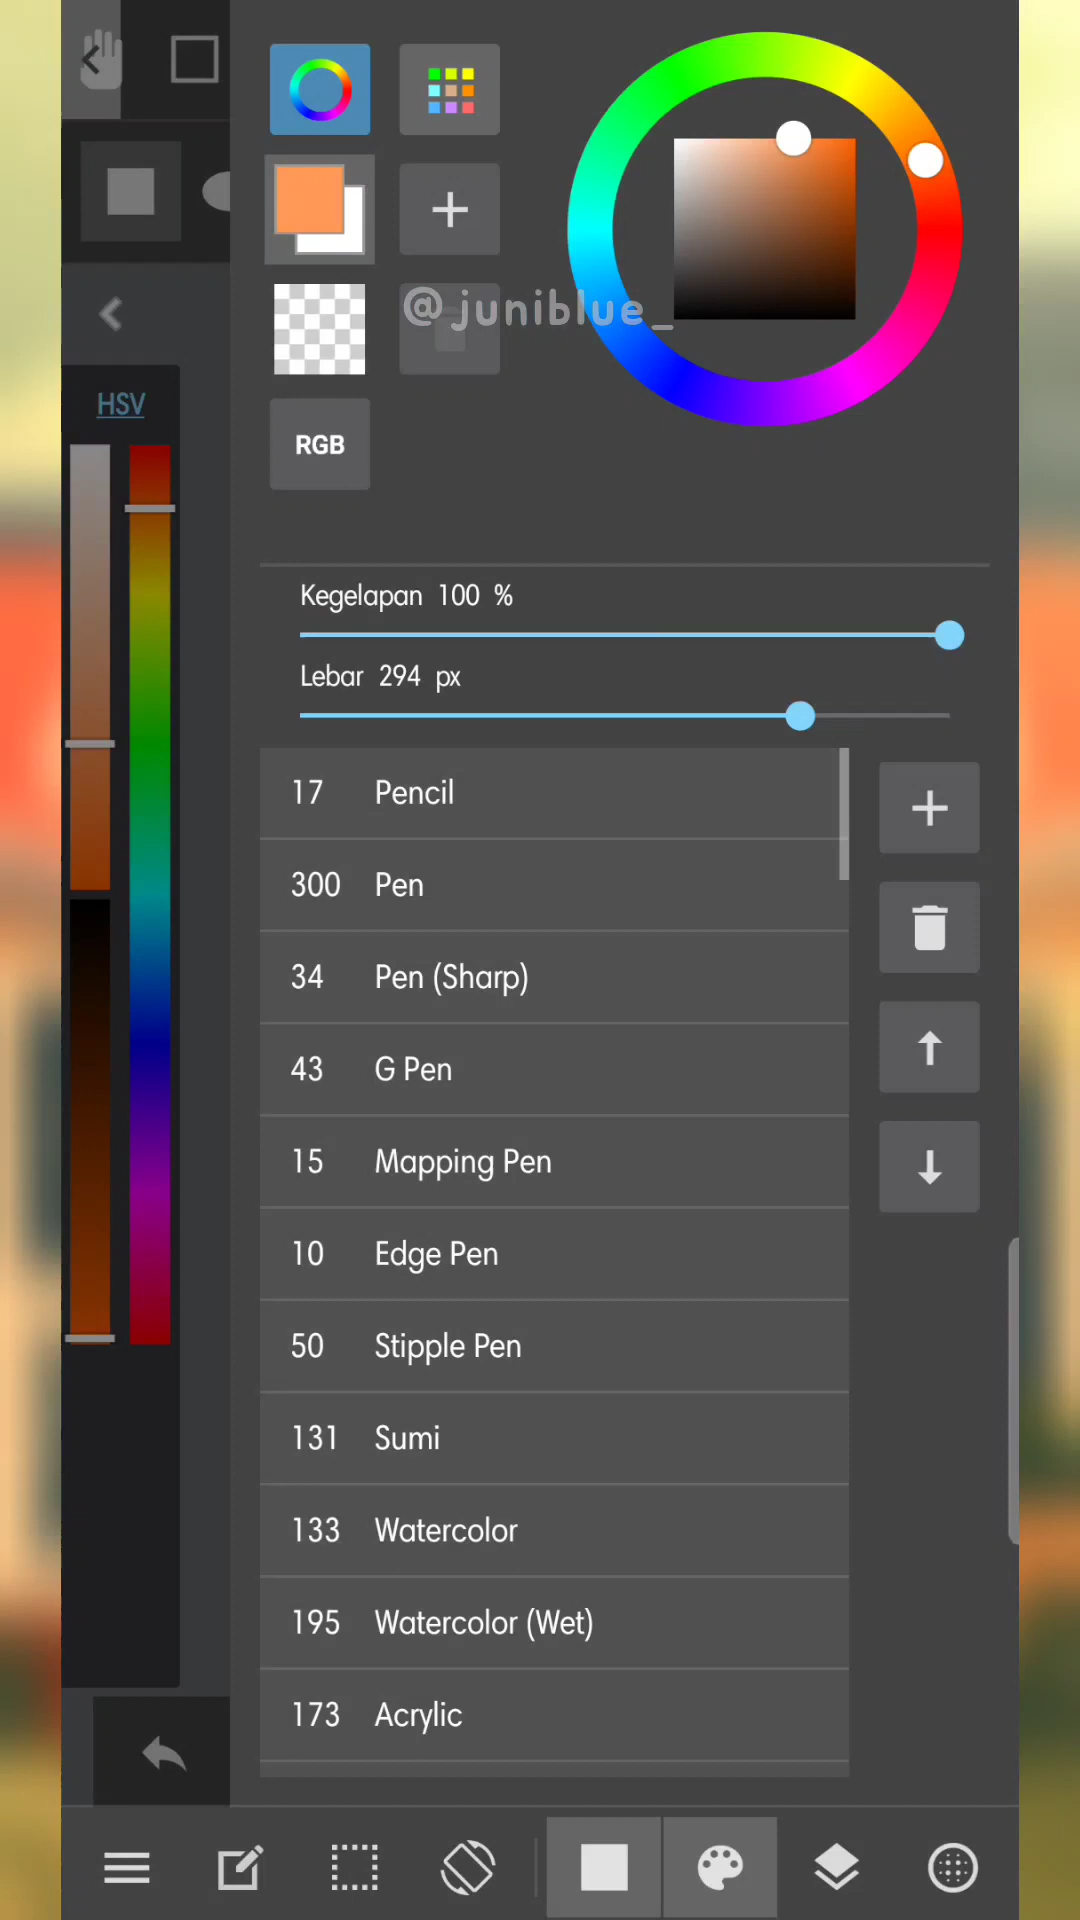 @juniblue_
HSV
RGB
Kegelapan 100 %
Lebar 294 px
17 Pencil
300 Pen
34 Pen (Sharp)
43 G Pen
15 Mapping Pen
10 Edge Pen
50 Stipple Pen
131 Sumi
133 Watercolor
195 Watercolor (Wet)
173 Acrylic